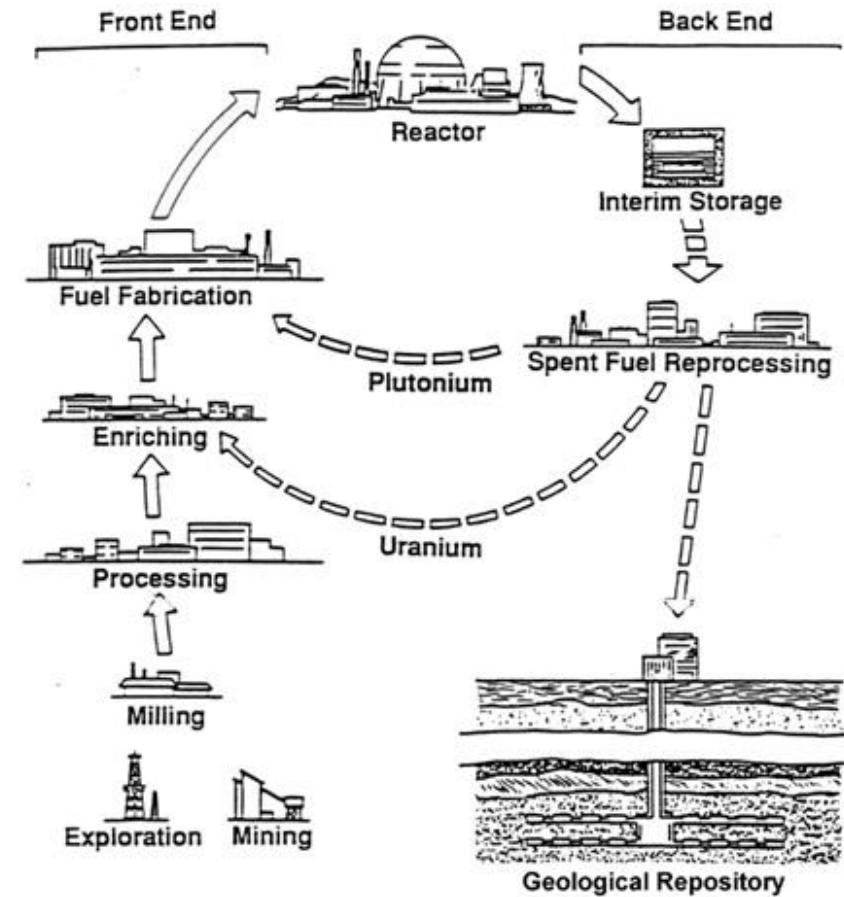 Front End
Back End
Reactor
Interim Storage
Fuel Fabrication
Plutonium
Spent Fuel Reprocessing
Enriching
Uranium
Processing
Milling
Exploration
Mining
Geological Repository